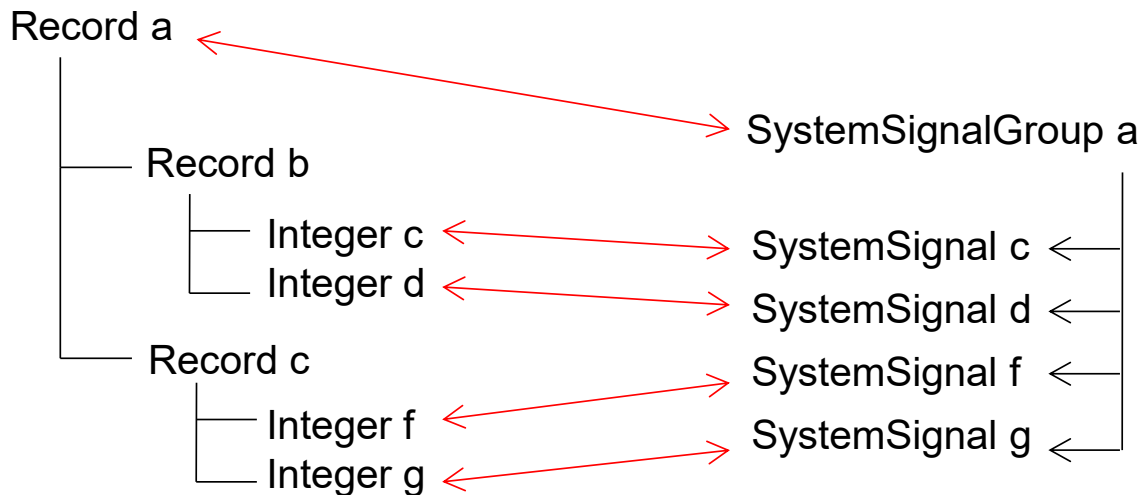 Record a
Record b
Integer c
Integer d
Record c
Integer f
Integer g
SystemSignalGroup a
SystemSignal c
SystemSignal d
SystemSignal f
SystemSignal g